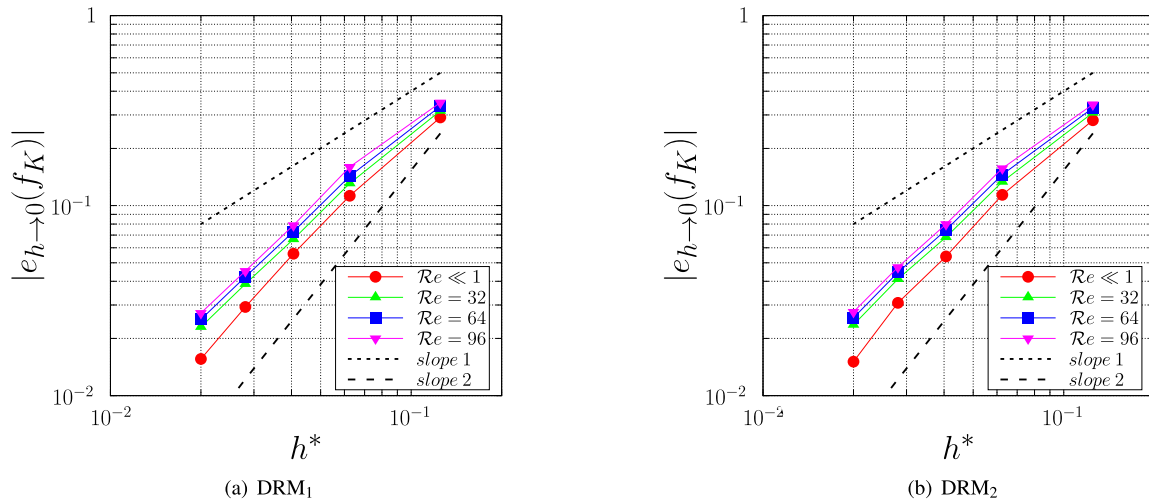 1
10⁻¹
10⁻²
|e_{h→0}(f_K)|
Re ≪ 1
Re = 32
Re = 64
Re = 96
slope 1
slope 2
10⁻² 10⁻¹
h*
(a) DRM₁
1
10⁻¹
10⁻²
|e_{h→0}(f_K)|
Re ≪ 1
Re = 32
Re = 64
Re = 96
slope 1
slope 2
10⁻² 10⁻¹
h*
(b) DRM₂